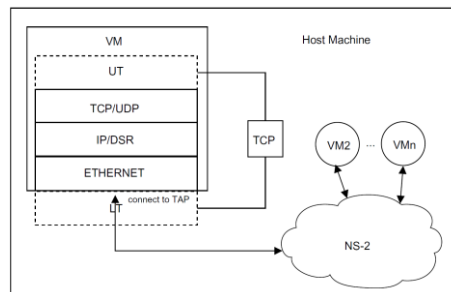 VM
Host Machine
UT
TCP/UDP
TCP
IP/DSR
VM2
...
VMn
ETHERNET
connect to TAP
LT
NS-2